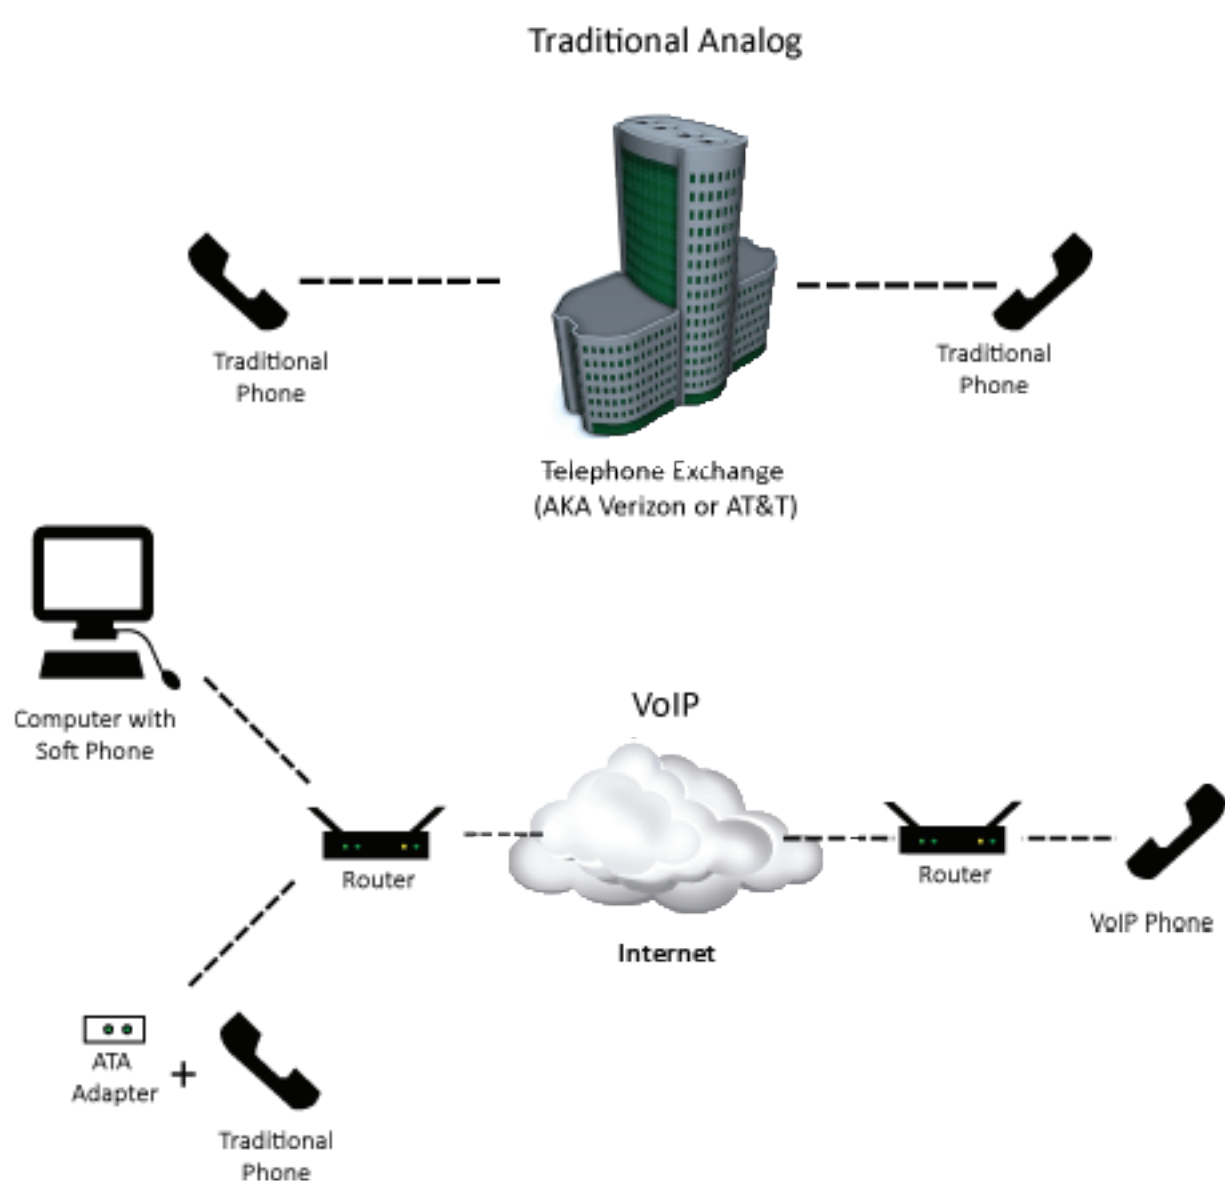 Traditional Analog
Traditional
Phone
Traditional
Phone
Telephone Exchange
(AKA Verizon or AT&T)
Computer with
Soft Phone
VoIP
Router
Internet
Router
VoIP Phone
ATA
Adapter
+
Traditional
Phone